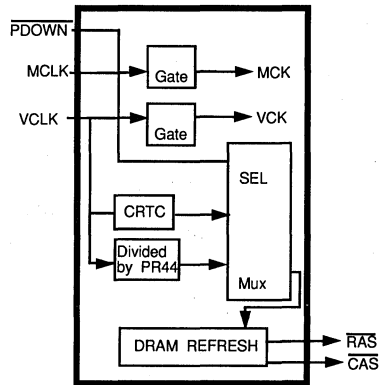 PDOWN
MCLK
Gate
MCK
VCLK
Gate
VCK
SEL
CRTC
Divided
by PR44
Mux
DRAM REFRESH
RAS
CAS